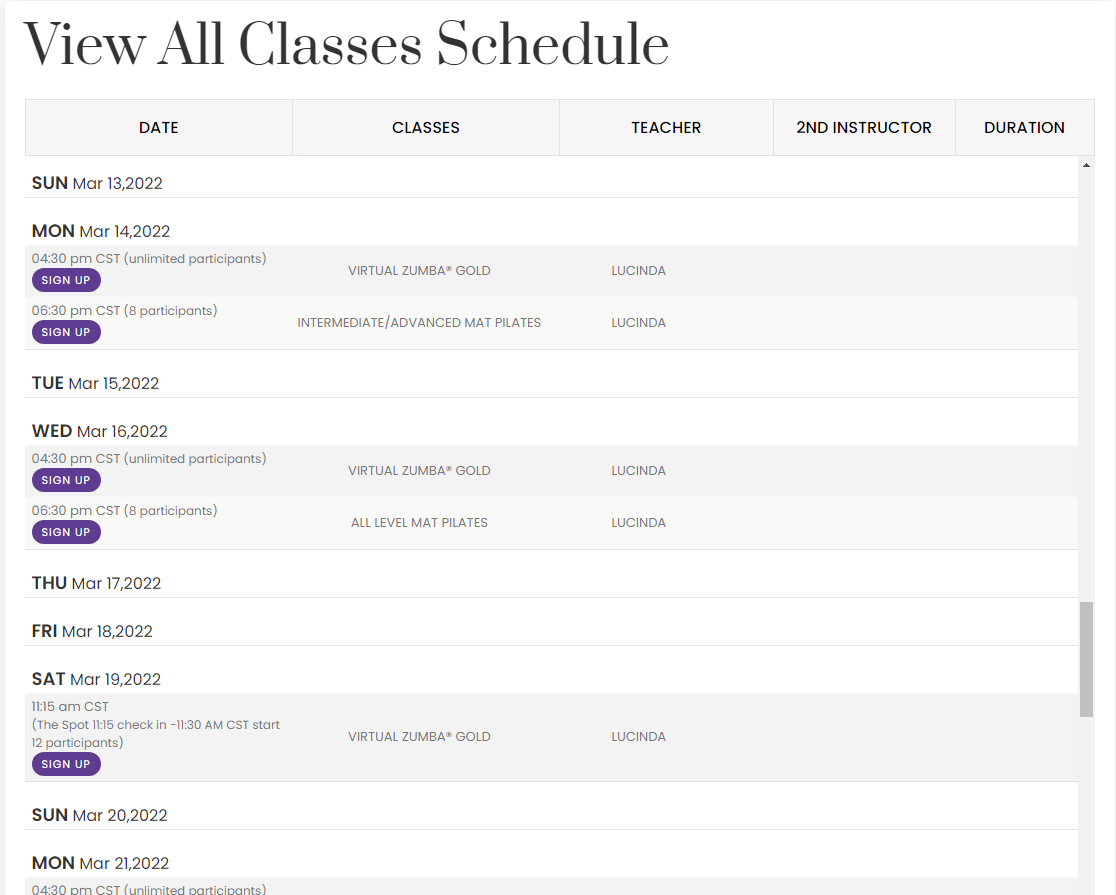 View All Classes Schedule
DATE CLASSES TEACHER 2ND INSTRUCTOR DURATION
SUN Mar 13,2022
MON Mar 14,2022
04:30 pm CST (unlimited participants)
SIGN UP
VIRTUAL ZUMBA® GOLD LUCINDA
06:30 pm CST (8 participants)
SIGN UP
INTERMEDIATE/ADVANCED MAT PILATES LUCINDA
TUE Mar 15,2022
WED Mar 16,2022
04:30 pm CST (unlimited participants)
SIGN UP
VIRTUAL ZUMBA® GOLD LUCINDA
06:30 pm CST (8 participants)
SIGN UP
ALL LEVEL MAT PILATES LUCINDA
THU Mar 17,2022
FRI Mar 18,2022
SAT Mar 19,2022
11:15 am CST
(The Spot 11:15 check in -11:30 AM CST start
12 participants)
SIGN UP
VIRTUAL ZUMBA® GOLD LUCINDA
SUN Mar 20,2022
MON Mar 21,2022
04:30 pm CST (unlimited participants)